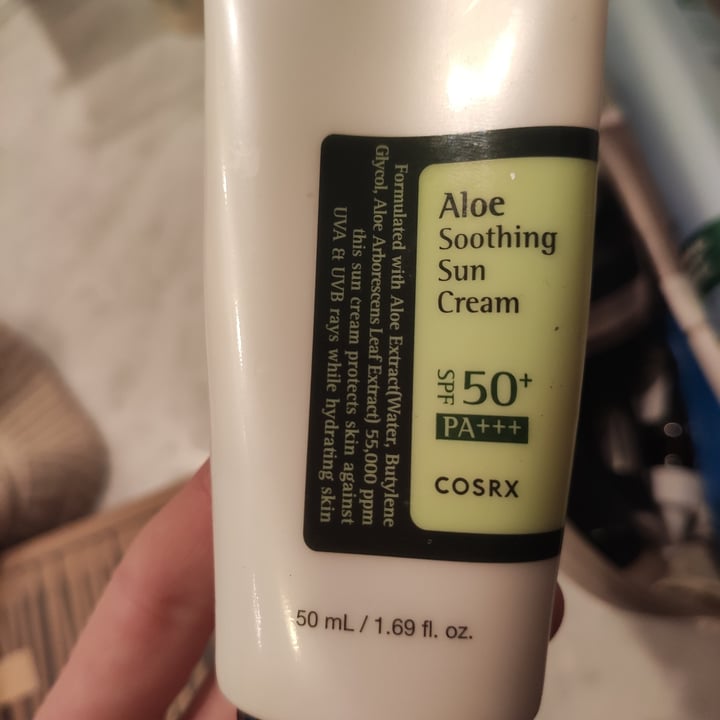 Aloe
Soothing
Sun
Cream
SPF 50+
PA+++
COSRX
Formulated with Aloe Extract(Water, Butylene
Glycol, Aloe Arborescens Leaf Extract) 55,000 ppm
this sun cream protects skin against
UVA & UVB rays while hydrating skin
50 mL / 1.69 fl. oz.